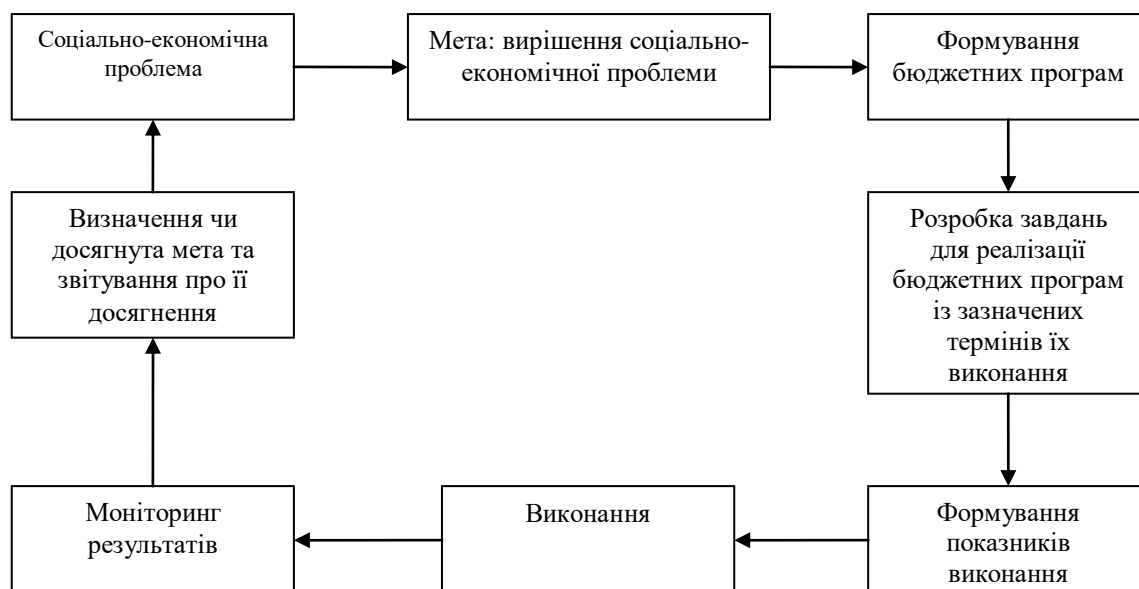 Соціально-економічна
проблема
Мета: вирішення соціально-
економічної проблеми
Формування
бюджетних програм
Визначення чи
досягнута мета та
звітування про її
досягнення
Розробка завдань
для реалізації
бюджетних програм
із зазначених
термінів їх
виконання
Моніторинг
результатів
Виконання
Формування
показників
виконання